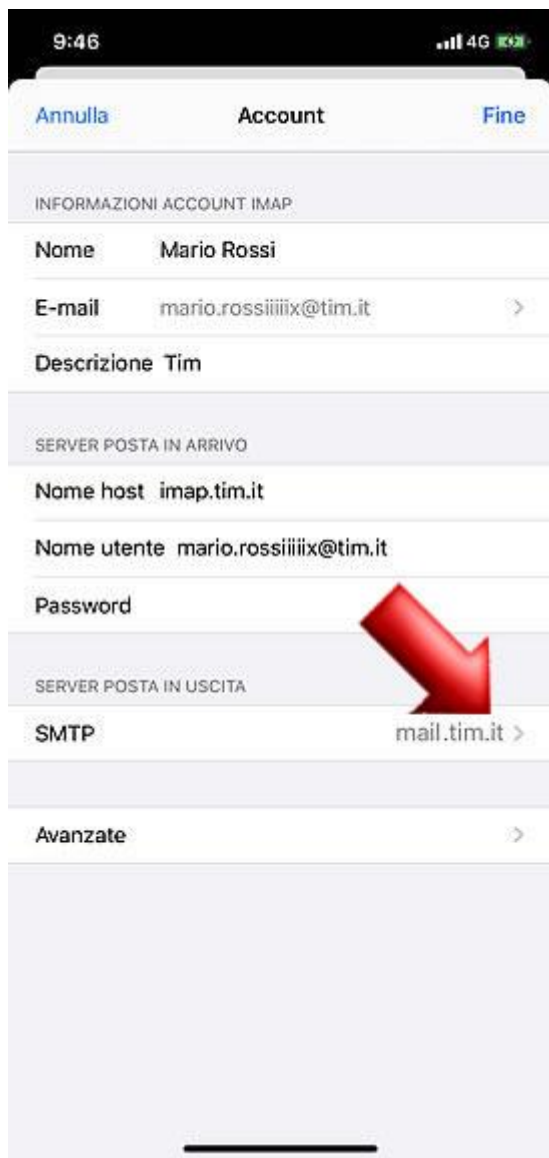 9:46 4G
Annulla Account Fine
INFORMAZIONI ACCOUNT IMAP
Nome Mario Rossi
E-mail mario.rossiiiiix@tim.it
Descrizione Tim
SERVER POSTA IN ARRIVO
Nome host imap.tim.it
Nome utente mario.rossiiiiix@tim.it
Password
SERVER POSTA IN USCITA
SMTP mail.tim.it
Avanzate